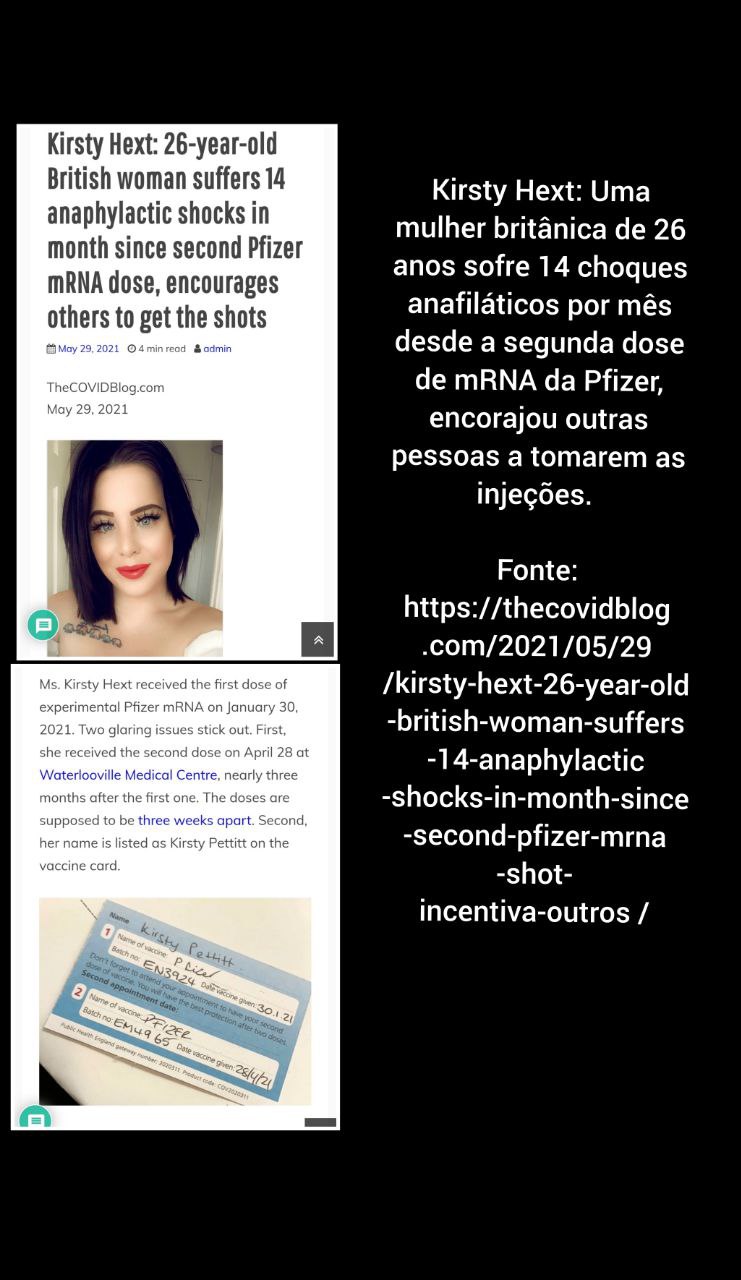 Kirsty Hext: 26-year-old
British woman suffers 14
anaphylactic shocks in
month since second Pfizer
mRNA dose, encourages
others to get the shots
May 29, 2021 4 min read admin
TheCOVIDBlog.com
May 29, 2021
Ms. Kirsty Hext received the first dose of
experimental Pfizer mRNA on January 30,
2021. Two glaring issues stick out. First,
she received the second dose on April 28 at
Waterlooville Medical Centre, nearly three
months after the first one. The doses are
supposed to be three weeks apart. Second,
her name is listed as Kirsty Pettitt on the
vaccine card.
Name Kirsty Pettitt
1 Name of vaccine: Pfizer
Batch no: EN3924 Date vaccine given: 30.1.21
Don't forget to attend your appointment to have your second
dose of vaccine. You will have the best protection after two doses.
Second appointment date:
2 Name of vaccine: PFIZER
Batch no: EM4965 Date vaccine given: 28/4/21
Public Health England gateway number: 2020311. Product code: COV2020311
Kirsty Hext: Uma
mulher britânica de 26
anos sofre 14 choques
anafiláticos por mês
desde a segunda dose
de mRNA da Pfizer,
encorajou outras
pessoas a tomarem as
injeções.
Fonte:
https://thecovidblog
.com/2021/05/29
/kirsty-hext-26-year-old
-british-woman-suffers
-14-anaphylactic
-shocks-in-month-since
-second-pfizer-mrna
-shot-
incentiva-outros /